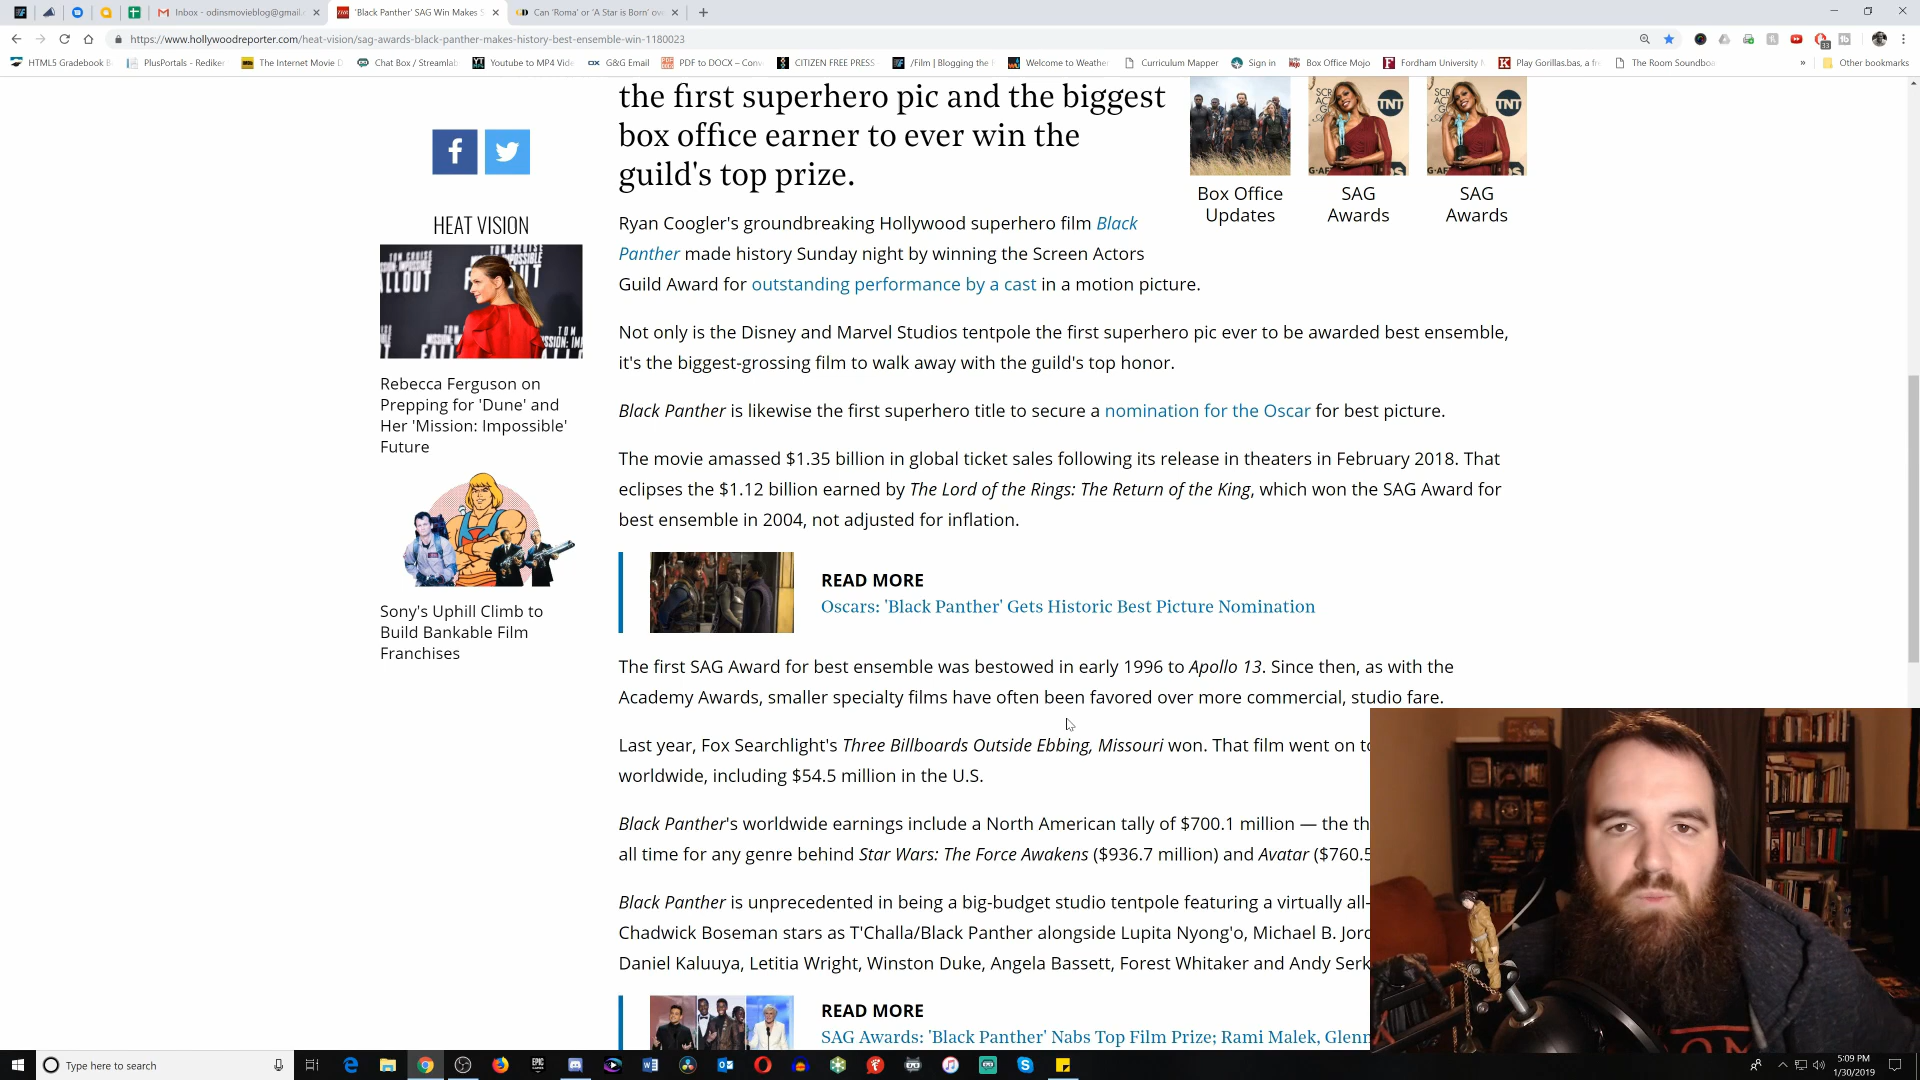 Inbox - odinsmovieblog@gmail.c
'Black Panther' SAG Win Makes S
Can 'Roma' or 'A Star is Born' ov
https://www.hollywoodreporter.com/heat-vision/sag-awards-black-panther-makes-history-best-ensemble-win-1180023
HTML5 Gradebook
PlusPortals - Rediker
The Internet Movie D
Chat Box / Streamlab
Youtube to MP4 Vide
G&G Email
PDF to DOCX – Conv
CITIZEN FREE PRESS
/Film | Blogging the
Welcome to Weathe
Curriculum Mapper
Sign in
Box Office Mojo
Fordham University
Play Gorillas.bas, a fr
The Room Soundboa
» Other bookmarks
the first superhero pic and the biggest
box office earner to ever win the
guild's top prize.
TNT
TNT
Box Office
Updates
SAG
Awards
SAG
Awards
Ryan Coogler's groundbreaking Hollywood superhero film Black
Panther made history Sunday night by winning the Screen Actors
Guild Award for outstanding performance by a cast in a motion picture.
Not only is the Disney and Marvel Studios tentpole the first superhero pic ever to be awarded best ensemble,
it's the biggest-grossing film to walk away with the guild's top honor.
Black Panther is likewise the first superhero title to secure a nomination for the Oscar for best picture.
The movie amassed $1.35 billion in global ticket sales following its release in theaters in February 2018. That
eclipses the $1.12 billion earned by The Lord of the Rings: The Return of the King, which won the SAG Award for
best ensemble in 2004, not adjusted for inflation.
READ MORE
Oscars: 'Black Panther' Gets Historic Best Picture Nomination
The first SAG Award for best ensemble was bestowed in early 1996 to Apollo 13. Since then, as with the
Academy Awards, smaller specialty films have often been favored over more commercial, studio fare.
Last year, Fox Searchlight's Three Billboards Outside Ebbing, Missouri won. That film went on to
worldwide, including $54.5 million in the U.S.
Black Panther's worldwide earnings include a North American tally of $700.1 million — the th
all time for any genre behind Star Wars: The Force Awakens ($936.7 million) and Avatar ($760.5
Black Panther is unprecedented in being a big-budget studio tentpole featuring a virtually all-
Chadwick Boseman stars as T'Challa/Black Panther alongside Lupita Nyong'o, Michael B. Jord
Daniel Kaluuya, Letitia Wright, Winston Duke, Angela Bassett, Forest Whitaker and Andy Serk
READ MORE
SAG Awards: 'Black Panther' Nabs Top Film Prize; Rami Malek, Glenn
HEAT VISION
Rebecca Ferguson on
Prepping for 'Dune' and
Her 'Mission: Impossible'
Future
Sony's Uphill Climb to
Build Bankable Film
Franchises
Type here to search
5:09 PM
1/30/2019